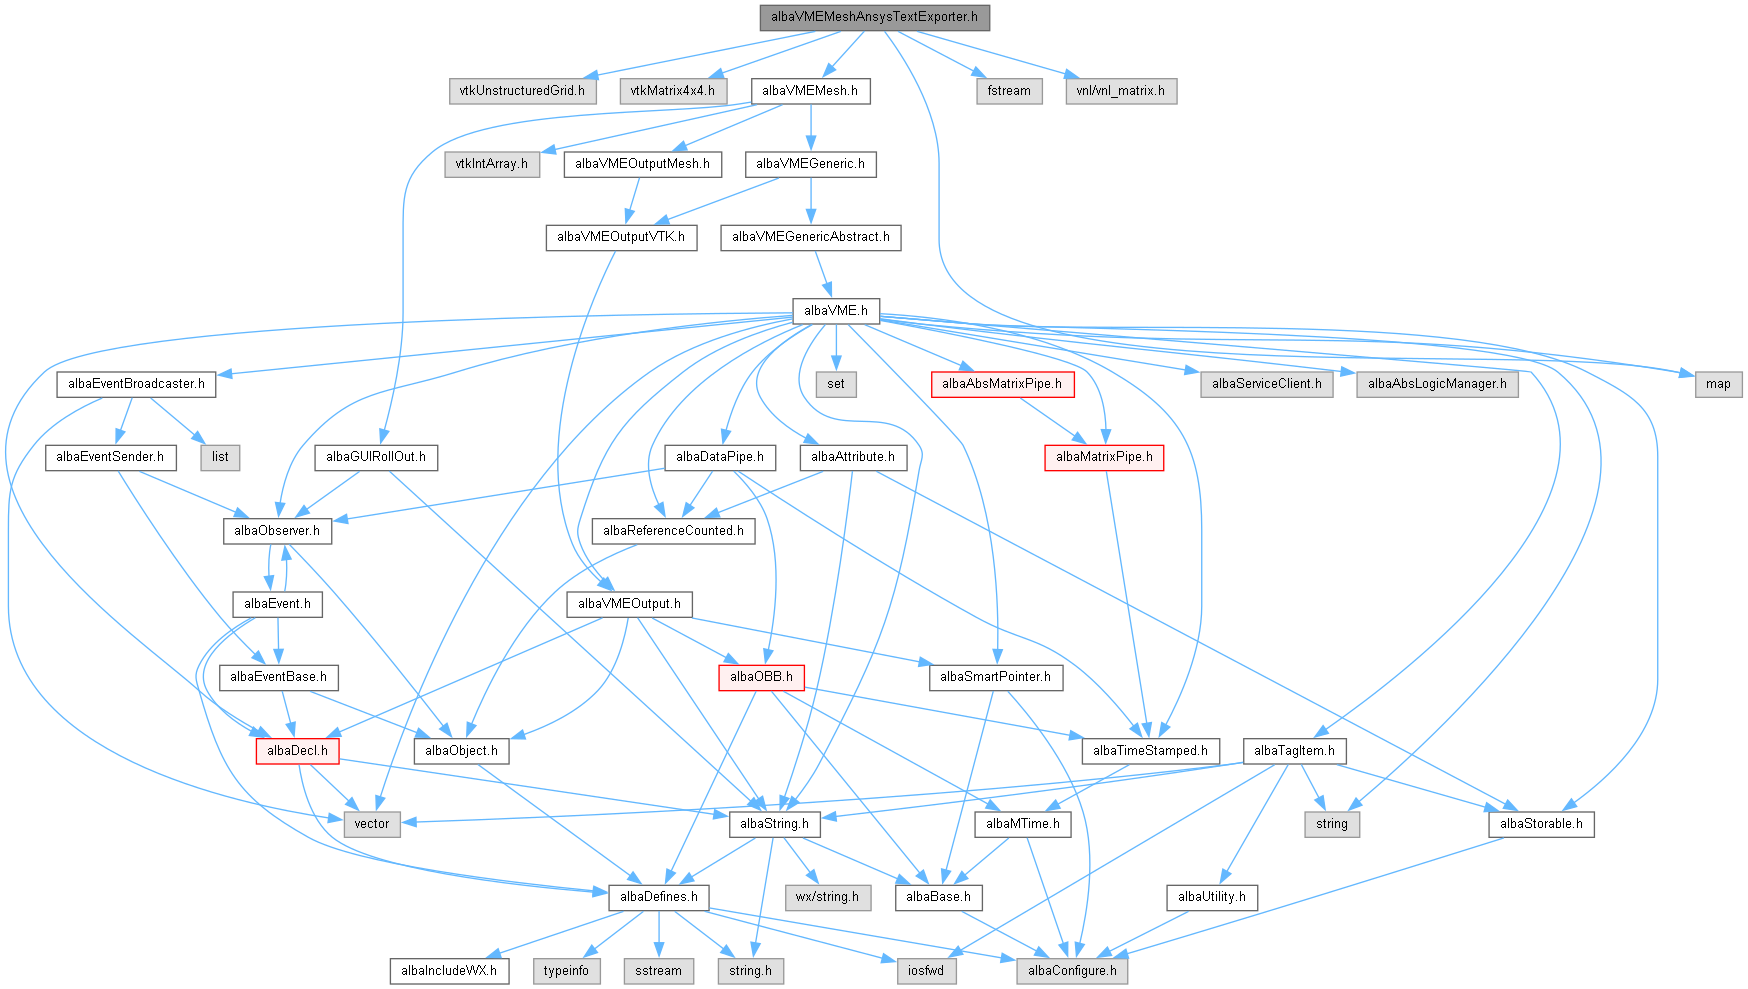 albaVMEMeshAnsysTextExporter.h
vtkUnstructuredGrid.h
vtkMatrix4x4.h
albaVMEMesh.h
fstream
vnl/vnl_matrix.h
vtkIntArray.h
albaVMEOutputMesh.h
albaVMEGeneric.h
albaVMEOutputVTK.h
albaVMEGenericAbstract.h
albaVME.h
albaEventBroadcaster.h
set
albaAbsMatrixPipe.h
albaServiceClient.h
albaAbsLogicManager.h
map
albaEventSender.h
list
albaGUIRollOut.h
albaDataPipe.h
albaAttribute.h
albaMatrixPipe.h
albaObserver.h
albaReferenceCounted.h
albaEvent.h
albaVMEOutput.h
albaEventBase.h
albaOBB.h
albaSmartPointer.h
albaDecl.h
albaObject.h
albaTimeStamped.h
albaTagItem.h
vector
albaString.h
albaMTime.h
string
albaStorable.h
albaDefines.h
wx/string.h
albaBase.h
albaUtility.h
albaIncludeWX.h
typeinfo
sstream
string.h
iosfwd
albaConfigure.h